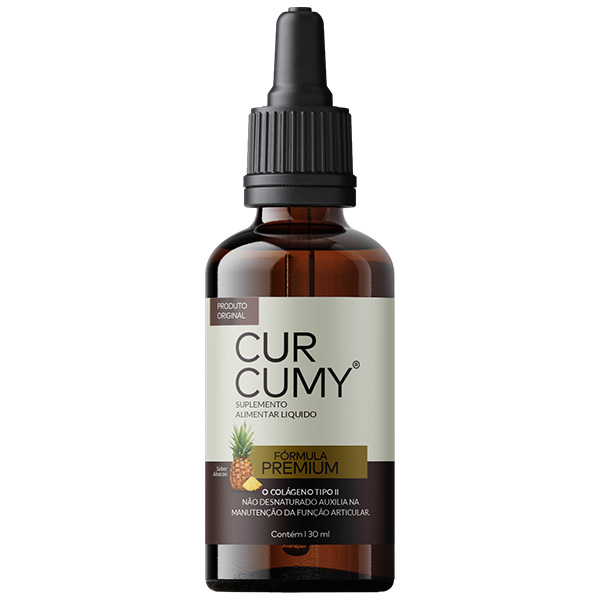 PRODUTO
ORIGINAL
CUR
CUMY®
SUPLEMENTO
ALIMENTAR LIQUIDO
Sabor
Abacaxi
FÓRMULA
PREMIUM
O COLÁGENO TIPO II
NÃO DESNATURADO AUXILIA NA
MANUTENÇÃO DA FUNÇÃO ARTICULAR.
Contém | 30 ml